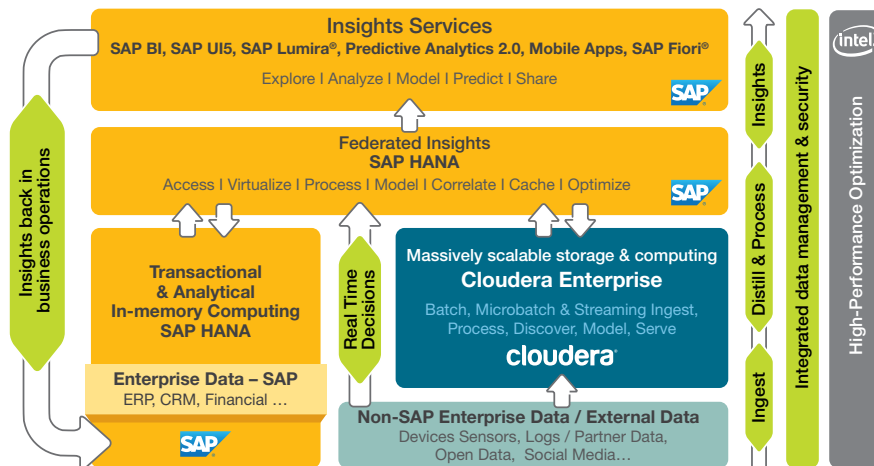 Insights Services
SAP BI, SAP UI5, SAP Lumira®, Predictive Analytics 2.0, Mobile Apps, SAP Fiori®
Explore I Analyze I Model I Predict I Share
SAP
Federated Insights
SAP HANA
Access I Virtualize I Process I Model I Correlate I Cache I Optimize
SAP
Insights back in
business operations
Transactional
& Analytical
In-memory Computing
SAP HANA
Enterprise Data – SAP
ERP, CRM, Financial ...
SAP
Real Time
Decisions
Massively scalable storage & computing
Cloudera Enterprise
Batch, Microbatch & Streaming Ingest,
Process, Discover, Model, Serve
cloudera®
Non-SAP Enterprise Data / External Data
Devices Sensors, Logs / Partner Data,
Open Data, Social Media...
Insights
Distill & Process
Ingest
Integrated data management & security
intel
High-Performance Optimization